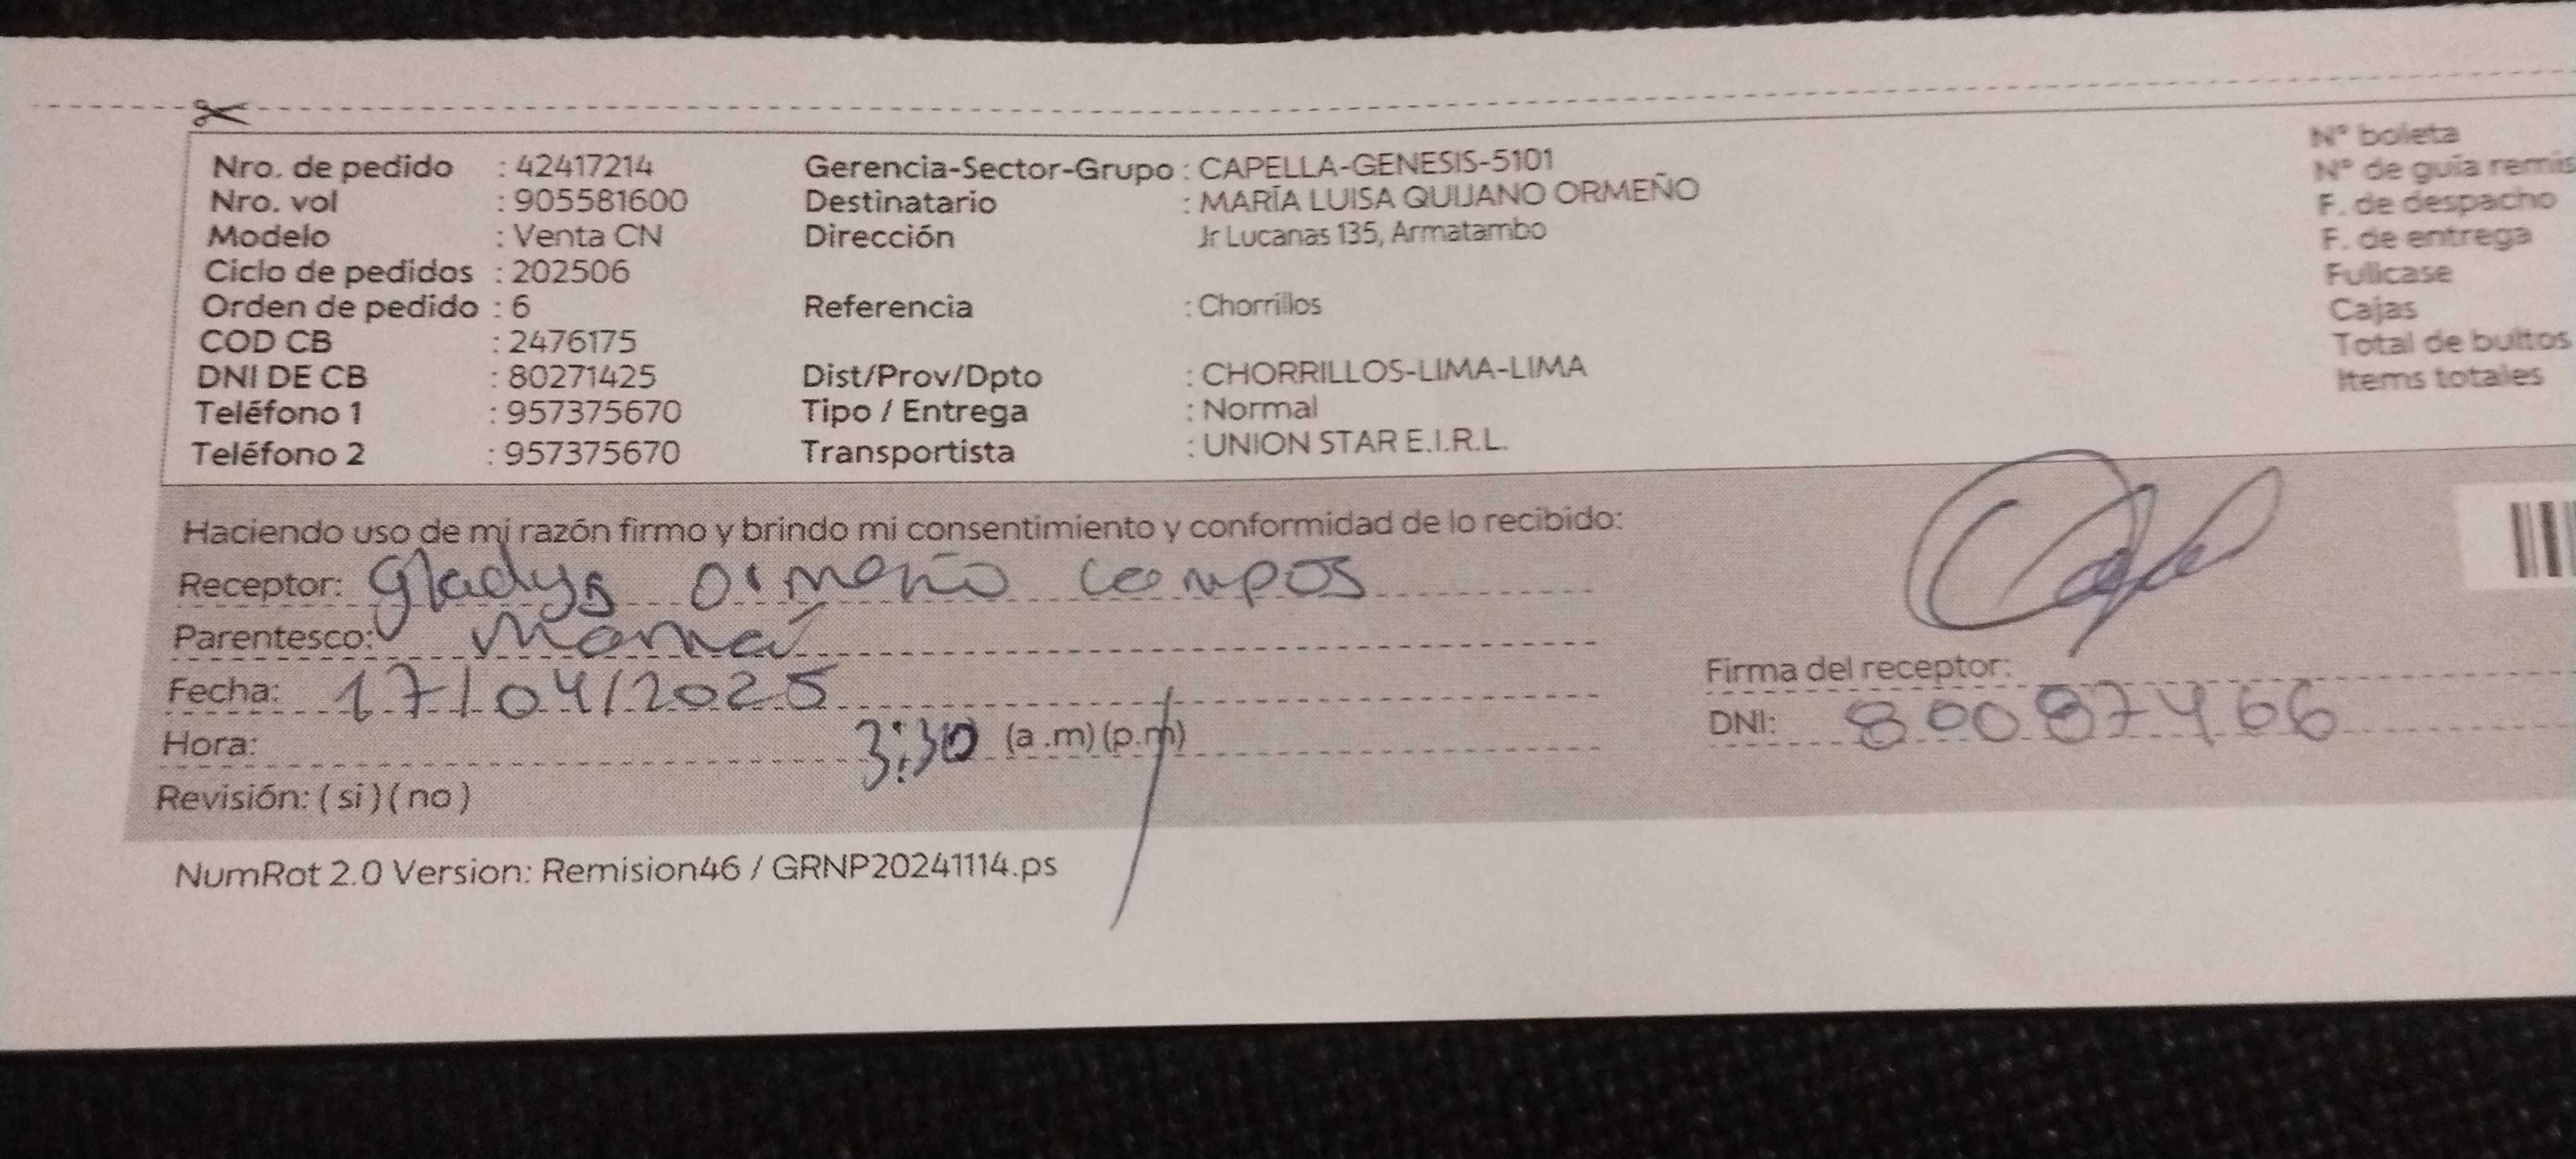 Nro. de pedido : 42417214 Gerencia-Sector-Grupo : CAPELLA-GENESIS-5101 N° boleta
Nro. vol : 905581600 Destinatario : MARÍA LUISA QUIJANO ORMEÑO N° de guía remis
Modelo : Venta CN Dirección Jr Lucanas 135, Armatambo F. de despacho
Ciclo de pedidos : 202506 F. de entrega
Orden de pedido : 6 Referencia : Chorrillos Fullcase
COD CB : 2476175 Cajas
DNI DE CB : 80271425 Dist/Prov/Dpto : CHORRILLOS-LIMA-LIMA Total de bultos
Teléfono 1 : 957375670 Tipo / Entrega : Normal Items totales
Teléfono 2 : 957375670 Transportista : UNION STAR E.I.R.L.
Haciendo uso de mi razón firmo y brindo mi consentimiento y conformidad de lo recibido:
Receptor: Gladys Ormeño Campos
Parentesco: Mamá
Fecha: 17/04/2025
Hora: 3:30 (a .m) (p.m)
Revisión: ( si ) ( no )
Firma del receptor:
DNI: 80087466
NumRot 2.0 Version: Remision46 / GRNP20241114.ps